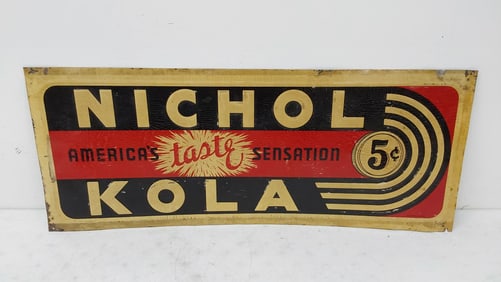 NICHOL
AMERICA'S taste SENSATION 5¢
KOLA